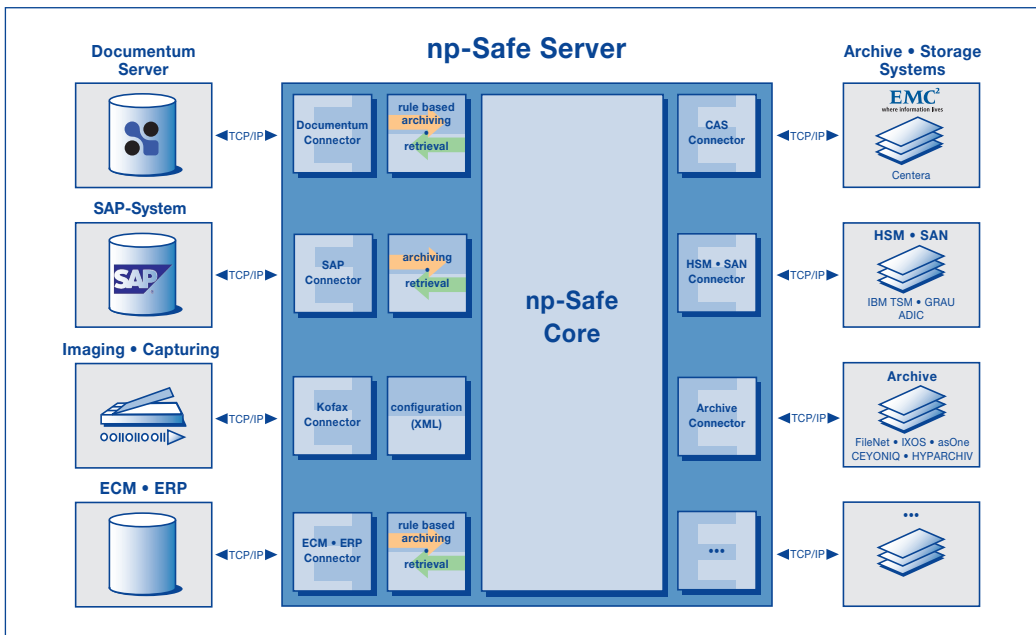 np-Safe Server
Documentum
Server
TCP/IP
Documentum
Connector
rule based
archiving
•
retrieval
SAP-System
SAP
®
TCP/IP
SAP
Connector
archiving
•
retrieval
Imaging • Capturing
TCP/IP
Kofax
Connector
configuration
(XML)
ECM • ERP
TCP/IP
ECM • ERP
Connector
rule based
archiving
•
retrieval
np-Safe
Core
CAS
Connector
TCP/IP
HSM • SAN
Connector
TCP/IP
Archive
Connector
TCP/IP
•••
TCP/IP
Archive • Storage
Systems
EMC²
where information lives
Centera
HSM • SAN
IBM TSM • GRAU
ADIC
Archive
FileNet • IXOS • asOne
CEYONIQ • HYPARCHIV
•••